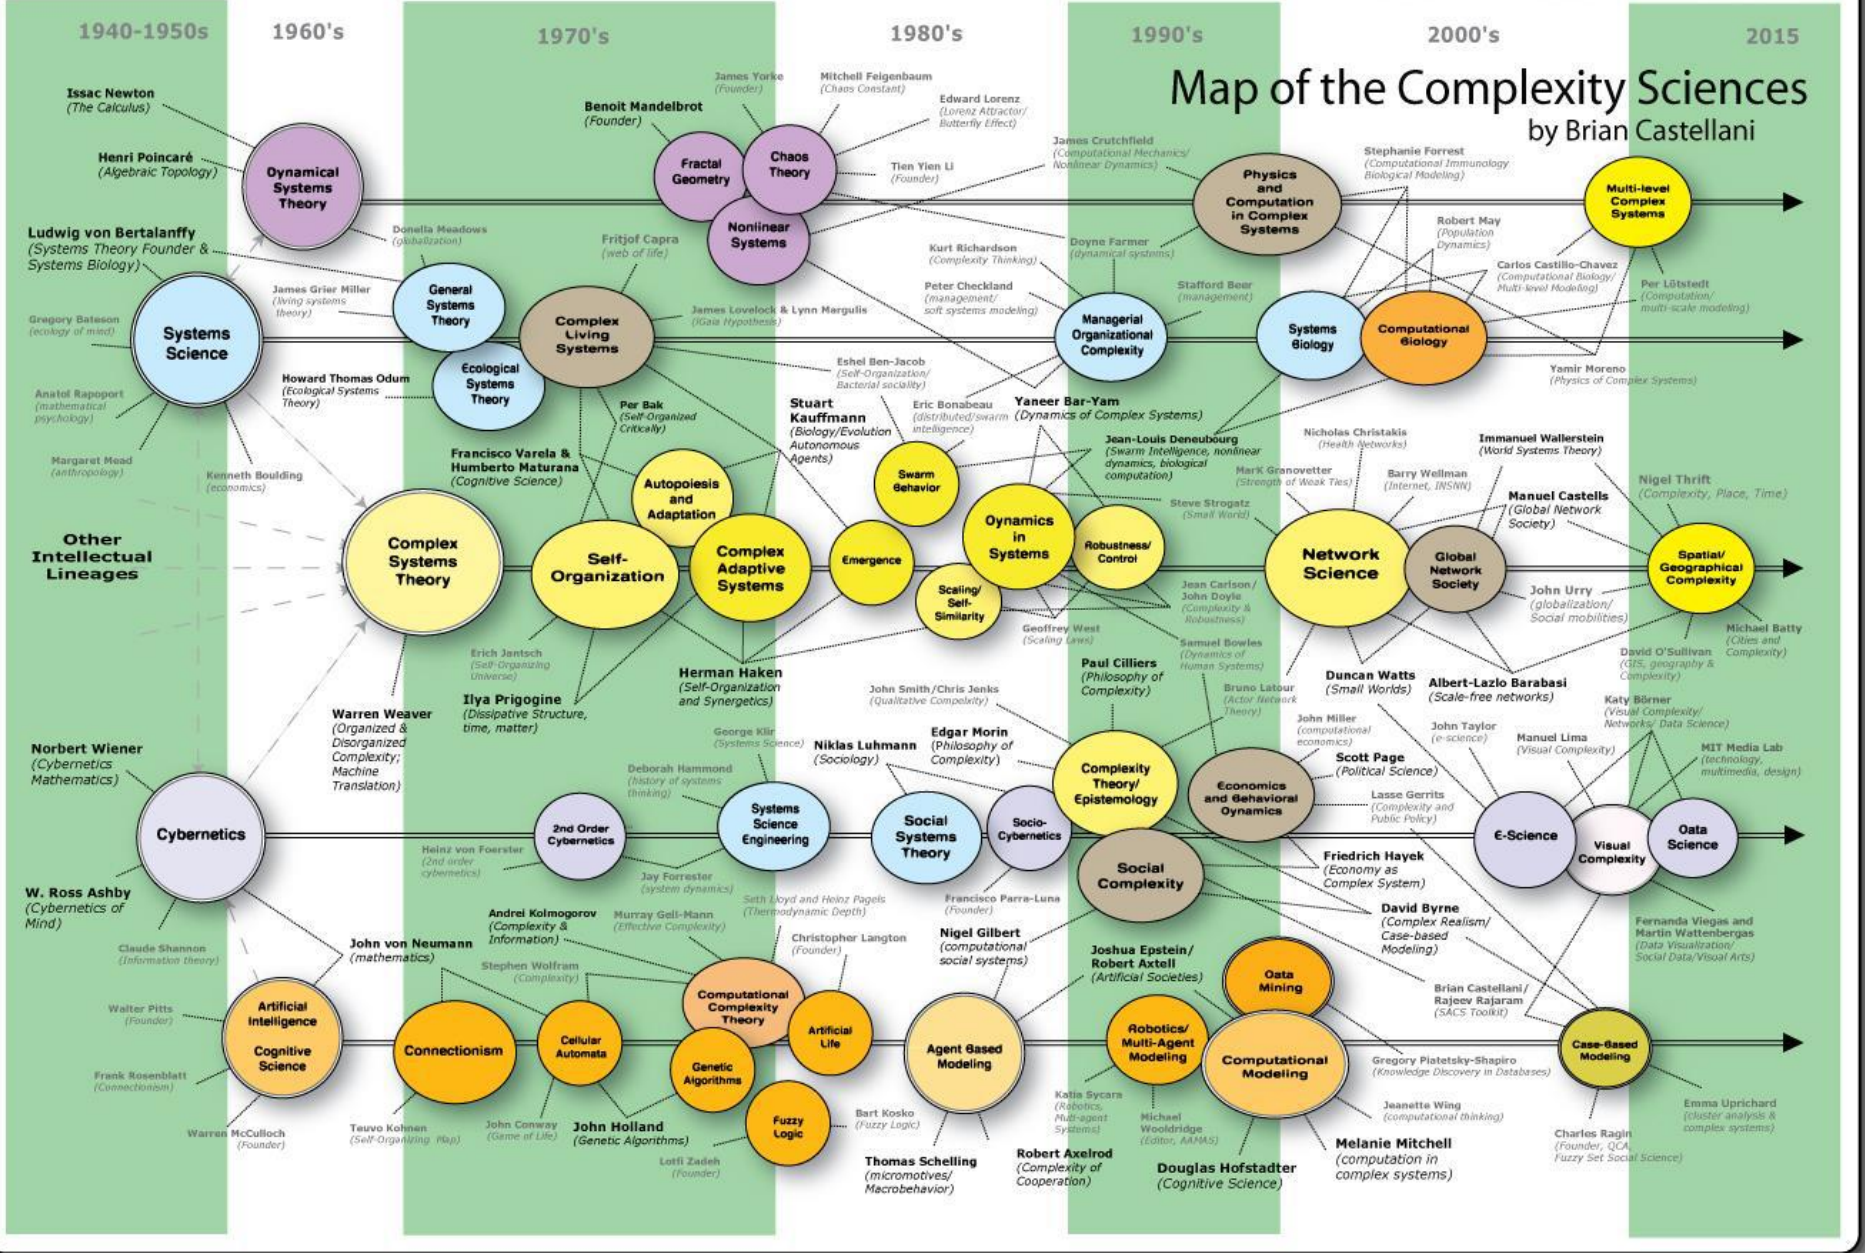 1940-1950s
1960's
1970's
1980's
1990's
2000's
2015
Map of the Complexity Sciences
by Brian Castellani
Issac Newton
(The Calculus)
Henri Poincaré
(Algebraic Topology)
Ludwig von Bertalanffy
(Systems Theory Founder &
Systems Biology)
Dynamical
Systems
Theory
Benoit Mandelbrot
(Founder)
James Yorke
(Founder)
Mitchell Feigenbaum
(Chaos Constant)
Edward Lorenz
(Lorenz Attractor/
Butterfly Effect)
Tien Yien Li
(Founder)
Fractal
Geometry
Chaos
Theory
Nonlinear
Systems
James Crutchfield
(Computational Mechanics/
Nonlinear Dynamics)
Doyne Farmer
(dynamical systems)
Physics
and
Computation
in Complex
Systems
Stephanie Forrest
(Computational Immunology
Biological Modeling)
Robert May
(Population
Dynamics)
Carlos Castillo-Chavez
(Computational Biology/
Multi-level Modeling)
Multi-level
Complex
Systems
Per Lötstedt
(Computation/
multi-scale modeling)
Gregory Bateson
(ecology of mind)
Systems
Science
James Grier Miller
(living systems
theory)
Donella Meadows
(globalization)
General
Systems
Theory
Ecological
Systems
Theory
Howard Thomas Odum
(Ecological Systems
Theory)
Fritjof Capra
(web of life)
Complex
Living
Systems
James Lovelock & Lynn Margulis
(iGaia Hypothesis)
Kurt Richardson
(Complexity Thinking)
Peter Checkland
(management/
soft systems modeling)
Stafford Beer
(management)
Managerial
Organizational
Complexity
Systems
Biology
Computational
Biology
Yamir Moreno
(Physics of Complex Systems)
Anatol Rapoport
(mathematical
psychology)
Margaret Mead
(anthropology)
Kenneth Boulding
(economics)
Eshel Ben-Jacob
(Self-Organization/
Bacterial sociality)
Eric Bonabeau
(distributed/swarm
intelligence)
Yaneer Bar-Yam
(Dynamics of Complex Systems)
Per Bak
(Self-Organized
Critically)
Stuart
Kauffmann
(Biology/Evolution
Autonomous
Agents)
Francisco Varela &
Humberto Maturana
(Cognitive Science)
Jean-Louis Deneubourg
(Swarm Intelligence, nonlinear
dynamics, biological
computation)
Nicholas Christakis
(Health Networks)
Mark Granovetter
(Strength of Weak Ties)
Barry Wellman
(Internet, INSNN)
Immanuel Wallerstein
(World Systems Theory)
Manuel Castells
(Global Network
Society)
Nigel Thrift
(Complexity, Place, Time)
Steve Strogatz
(Small World)
Other
Intellectual
Lineages
Complex
Systems
Theory
Self-
Organization
Autopoiesis
and
Adaptation
Complex
Adaptive
Systems
Emergence
Swarm
Behavior
Scaling/
Self-
Similarity
Dynamics
in
Systems
Robustness/
Control
Network
Science
Global
Network
Society
Spatial/
Geographical
Complexity
Jean Carlson/
John Doyle
(Complexity &
Robustness)
Geoffrey West
(Scaling Laws)
John Urry
(globalization/
Social mobilities)
Michael Batty
(Cities and
Complexity)
David O'Sullivan
(GIS, geography &
Complexity)
Erich Jantsch
(Self-Organizing
Universe)
Ilya Prigogine
(Dissipative Structure,
time, matter)
Herman Haken
(Self-Organization
and Synergetics)
Warren Weaver
(Organized &
Disorganized
Complexity;
Machine
Translation)
Samuel Bowles
(Dynamics of
Human Systems)
Paul Cilliers
(Philosophy of
Complexity)
Bruno Latour
(Actor Network
Theory)
Duncan Watts
(Small Worlds)
Albert-Lazlo Barabasi
(Scale-free networks)
Katy Börner
(Visual Complexity/
Networks/ Data Science)
John Taylor
(e-science)
Manuel Lima
(Visual Complexity)
MIT Media Lab
(technology,
multimedia, design)
Norbert Wiener
(Cybernetics
Mathematics)
Cybernetics
W. Ross Ashby
(Cybernetics of
Mind)
Claude Shannon
(Information theory)
John Smith/Chris Jenks
(Qualitative Compelxity)
George Klir
(Systems Science)
Niklas Luhmann
(Sociology)
Edgar Morin
(Philosophy of
Complexity)
Deborah Hammond
(history of systems
thinking)
2nd Order
Cybernetics
Heinz von Foerster
(2nd order
cybernetics)
Jay Forrester
(system dynamics)
Systems
Science
Engineering
Social
Systems
Theory
Socio-
Cybernetics
Francisco Parra-Luna
(Founder)
Complexity
Theory/
Epistemology
Social
Complexity
Economics
and Behavioral
Dynamics
John Miller
(computational
economics)
Scott Page
(Political Science)
Lasse Gerrits
(Complexity and
Public Policy)
Friedrich Hayek
(Economy as
Complex System)
David Byrne
(Complex Realism/
Case-based
Modeling)
E-Science
Visual
Complexity
Data
Science
Fernanda Viegas and
Martin Wattenbergas
(Data Visualization/
Social Data/Visual Arts)
Brian Castellani/
Rajeev Rajaram
(SACS Toolkit)
John von Neumann
(mathematics)
Walter Pitts
(Founder)
Frank Rosenblatt
(Connectionism)
Warren McCulloch
(Founder)
Artificial
Intelligence
Cognitive
Science
Andrei Kolmogorov
(Complexity &
Information)
Murray Gell-Mann
(Effective Complexity)
Seth Lloyd and Heinz Pagels
(Thermodynamic Depth)
Christopher Langton
(Founder)
Stephen Wolfram
(Complexity)
Connectionism
Cellular
Automata
Computational
Complexity
Theory
Genetic
Algorithms
Artificial
Life
Fuzzy
Logic
Teuvo Kohnen
(Self-Organizing Map)
John Conway
(Game of Life)
John Holland
(Genetic Algorithms)
Lotfi Zadeh
(Founder)
Bart Kosko
(Fuzzy Logic)
Nigel Gilbert
(computational
social systems)
Joshua Epstein/
Robert Axtell
(Artificial Societies)
Agent Based
Modeling
Thomas Schelling
(micromotives/
Macrobehavior)
Robert Axelrod
(Complexity of
Cooperation)
Robotics/
Multi-Agent
Modeling
Data
Mining
Computational
Modeling
Katia Sycara
(Robotics,
Mutl-agent
Systems)
Michael
Wooldridge
(Editor, AAMAS)
Douglas Hofstadter
(Cognitive Science)
Melanie Mitchell
(computation in
complex systems)
Jeanette Wing
(computational thinking)
Gregory Piatetsky-Shapiro
(Knowledge Discovery in Databases)
Case-Based
Modeling
Charles Ragin
(Founder, QCA,
Fuzzy Set Social Science)
Emma Uprichard
(cluster analysis &
complex systems)